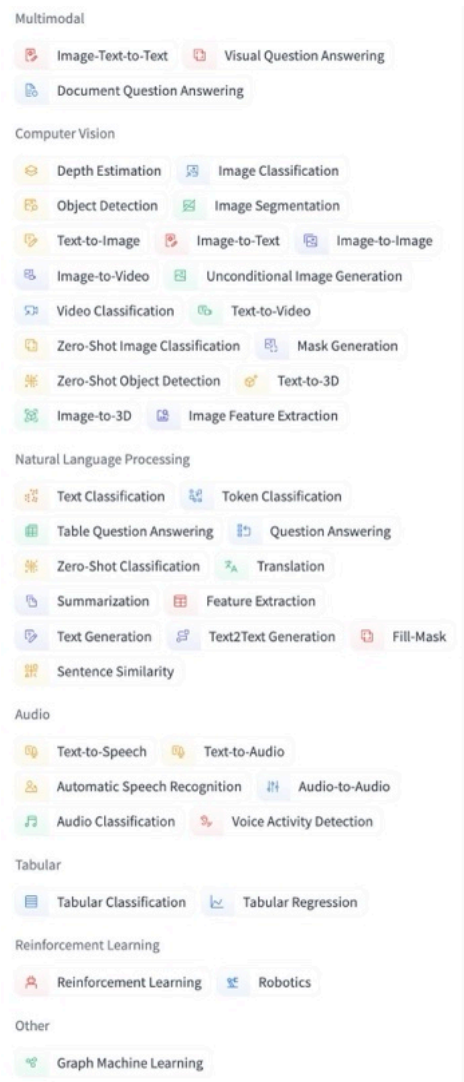 Multimodal
Image-Text-to-Text Visual Question Answering
Document Question Answering
Computer Vision
Depth Estimation Image Classification
Object Detection Image Segmentation
Text-to-Image Image-to-Text Image-to-Image
Image-to-Video Unconditional Image Generation
Video Classification Text-to-Video
Zero-Shot Image Classification Mask Generation
Zero-Shot Object Detection Text-to-3D
Image-to-3D Image Feature Extraction
Natural Language Processing
Text Classification Token Classification
Table Question Answering Question Answering
Zero-Shot Classification Translation
Summarization Feature Extraction
Text Generation Text2Text Generation Fill-Mask
Sentence Similarity
Audio
Text-to-Speech Text-to-Audio
Automatic Speech Recognition Audio-to-Audio
Audio Classification Voice Activity Detection
Tabular
Tabular Classification Tabular Regression
Reinforcement Learning
Reinforcement Learning Robotics
Other
Graph Machine Learning